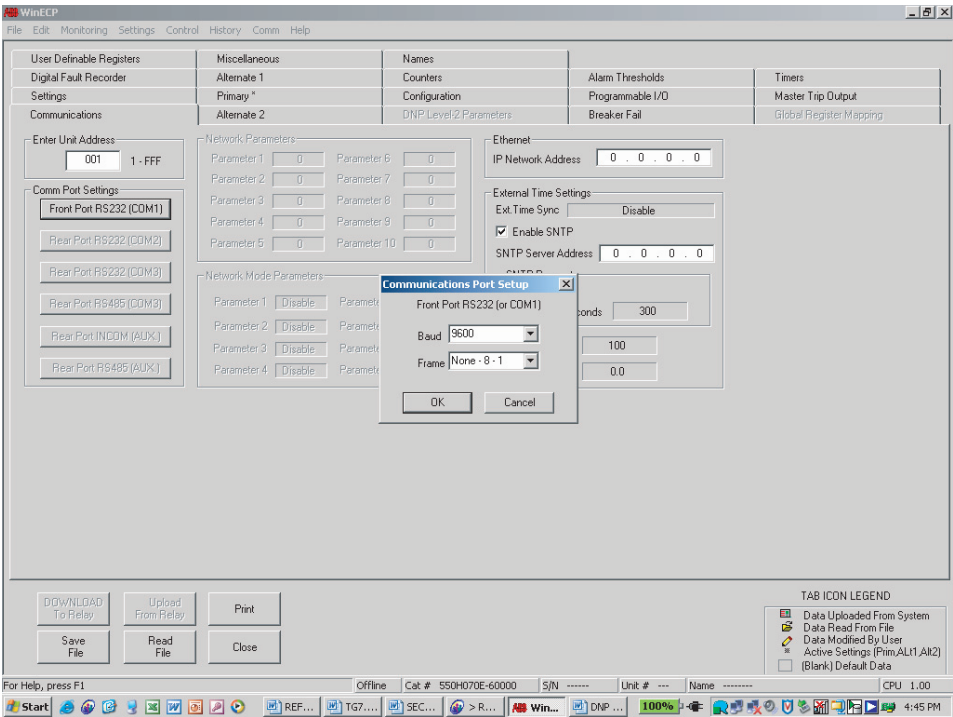 WinECP
File Edit Monitoring Settings Control History Comm Help
User Definable Registers Miscellaneous Names
Digital Fault Recorder Alternate 1 Counters Alarm Thresholds Timers
Settings Primary * Configuration Programmable I/O Master Trip Output
Communications Alternate 2 DNP Level-2 Parameters Breaker Fail Global Register Mapping
Enter Unit Address
001 1 - FFF
Comm Port Settings
Front Port RS232 (COM1)
Rear Port RS232 (COM2)
Rear Port RS232 (COM3)
Rear Port RS485 (COM3)
Rear Port INCOM (AUX.)
Rear Port RS485 (AUX.)
Network Parameters
Parameter 1 0 Parameter 6 0
Parameter 2 0 Parameter 7 0
Parameter 3 0 Parameter 8 0
Parameter 4 0 Parameter 9 0
Parameter 5 0 Parameter 10 0
Network Mode Parameters
Parameter 1 Disable
Parameter 2 Disable
Parameter 3 Disable
Parameter 4 Disable
Ethernet
IP Network Address 0 . 0 . 0 . 0
External Time Settings
Ext.Time Sync Disable
Enable SNTP
SNTP Server Address 0 . 0 . 0 . 0
300
100
0.0
Communications Port Setup
Front Port RS232 (or COM1)
Baud 9600
Frame None - 8 - 1
OK Cancel
DOWNLOAD To Relay
Upload From Relay
Print
Save File
Read File
Close
TAB ICON LEGEND
Data Uploaded From System
Data Read From File
Data Modified By User
* Active Settings (Prim,ALt1,Alt2)
(Blank) Default Data
For Help, press F1 Offline Cat # 550H070E-60000 S/N ------ Unit # --- Name -------- CPU 1.00
Start REF... TG7.... SEC... > R... Win... DNP ... 100% 4:45 PM